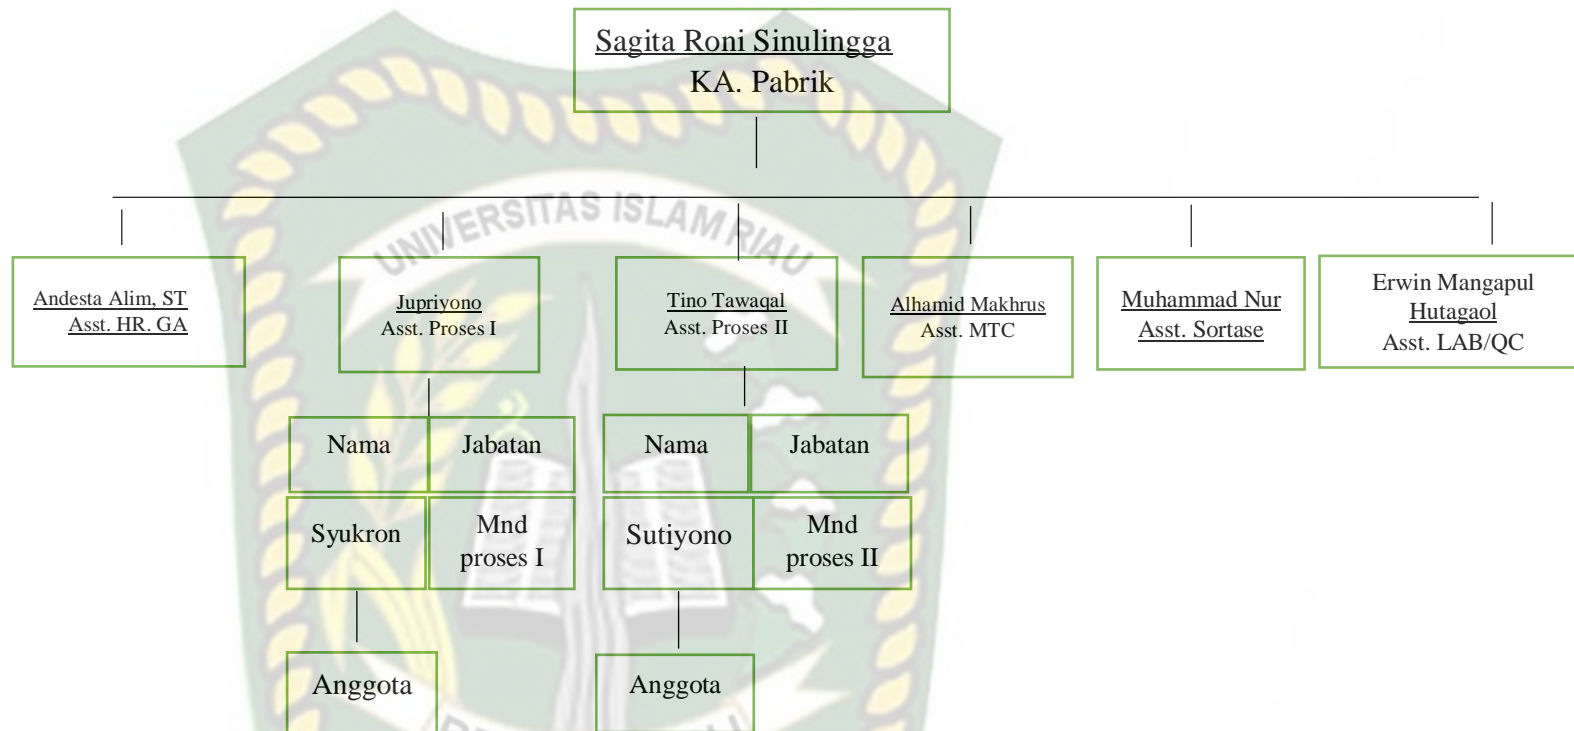 Sagita Roni Sinulingga
KA. Pabrik
UNIVERSITAS ISLAM RIAU
Andesta Alim, ST
Asst. HR. GA
Jupriyono
Asst. Proses I
Tino Tawaqal
Asst. Proses II
Alhamid Makhrus
Asst. MTC
Muhammad Nur
Asst. Sortase
Erwin Mangapul
Hutagaol
Asst. LAB/QC
Nama
Jabatan
Syukron
Mnd
proses I
Anggota
Nama
Jabatan
Sutiyono
Mnd
proses II
Anggota